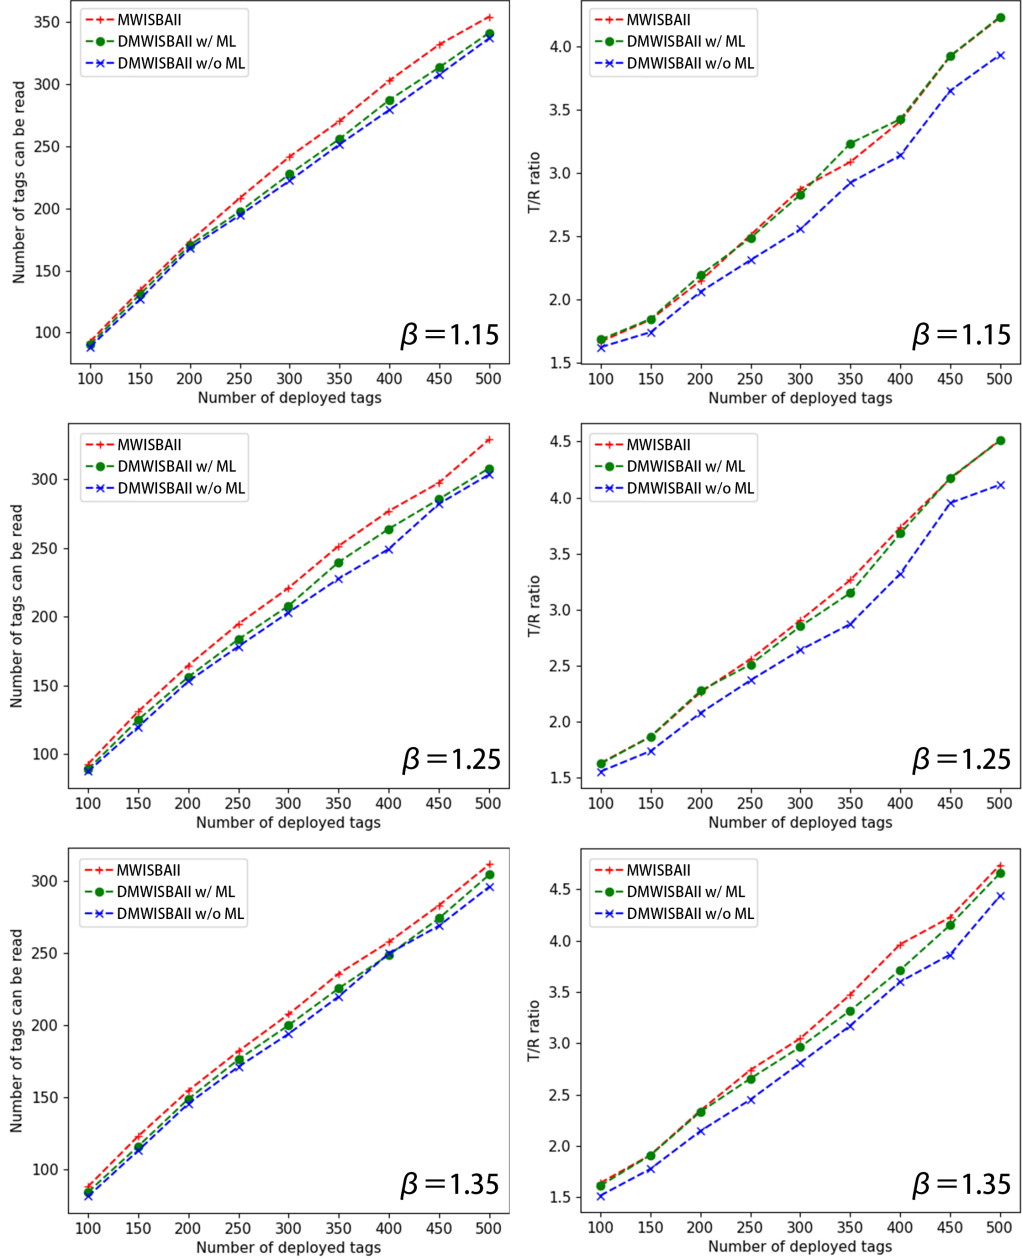 Number of tags can be read
350
300
250
200
150
100
MWISBAII
DMWISBAII w/ ML
DMWISBAII w/o ML
β=1.15
100 150 200 250 300 350 400 450 500
Number of deployed tags
T/R ratio
4.0
3.5
3.0
2.5
2.0
1.5
MWISBAII
DMWISBAII w/ ML
DMWISBAII w/o ML
β=1.15
100 150 200 250 300 350 400 450 500
Number of deployed tags
Number of tags can be read
300
250
200
150
100
MWISBAII
DMWISBAII w/ ML
DMWISBAII w/o ML
β=1.25
100 150 200 250 300 350 400 450 500
Number of deployed tags
T/R ratio
4.5
4.0
3.5
3.0
2.5
2.0
1.5
MWISBAII
DMWISBAII w/ ML
DMWISBAII w/o ML
β=1.25
100 150 200 250 300 350 400 450 500
Number of deployed tags
Number of tags can be read
300
250
200
150
100
MWISBAII
DMWISBAII w/ ML
DMWISBAII w/o ML
β=1.35
100 150 200 250 300 350 400 450 500
Number of deployed tags
T/R ratio
4.5
4.0
3.5
3.0
2.5
2.0
1.5
MWISBAII
DMWISBAII w/ ML
DMWISBAII w/o ML
β=1.35
100 150 200 250 300 350 400 450 500
Number of deployed tags